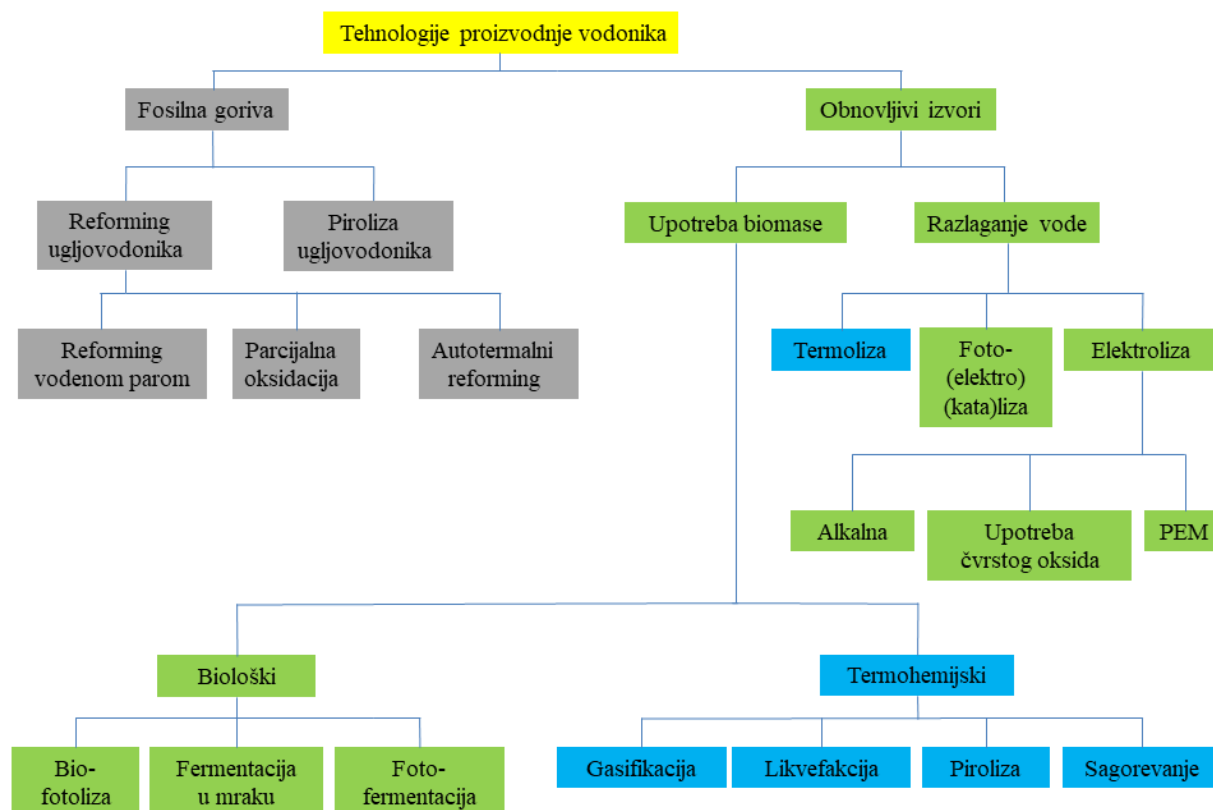 Tehnologije proizvodnje vodonika
Fosilna goriva
Obnovljivi izvori
Reforming
ugljovodonika
Piroliza
ugljovodonika
Upotreba biomase
Razlaganje vode
Reforming
vodenom parom
Parcijalna
oksidacija
Autotermalni
reforming
Termoliza
Foto-
(elektro)
(kata)liza
Elektroliza
Alkalna
Upotreba
čvrstog oksida
PEM
Biološki
Termohemijski
Bio-
fotoliza
Fermentacija
u mraku
Foto-
fermentacija
Gasifikacija
Likvefakcija
Piroliza
Sagorevanje